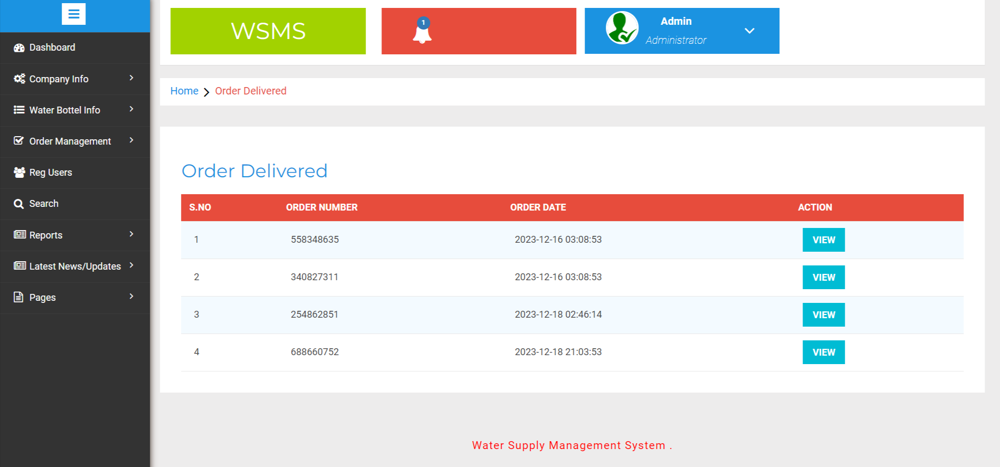 WSMS
1
Admin
Administrator
Dashboard
Company Info
Water Bottel Info
Order Management
Reg Users
Search
Reports
Latest News/Updates
Pages
Home > Order Delivered
Order Delivered
S.NO ORDER NUMBER ORDER DATE ACTION
1 558348635 2023-12-16 03:08:53 VIEW
2 340827311 2023-12-16 03:08:53 VIEW
3 254862851 2023-12-18 02:46:14 VIEW
4 688660752 2023-12-18 21:03:53 VIEW
Water Supply Management System .